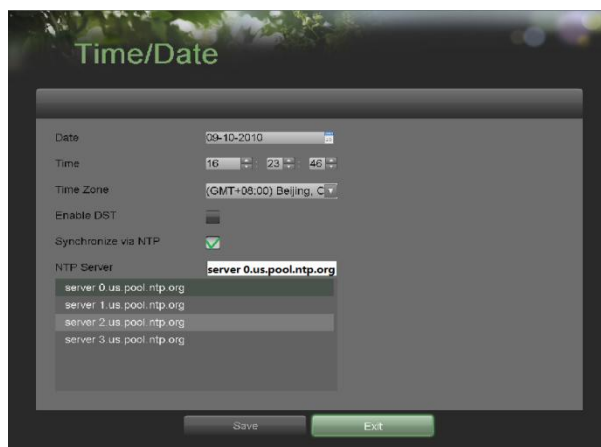 Time/Date
Date 09-10-2010
Time 16 : 23 : 46
Time Zone (GMT+08:00) Beijing, C
Enable DST
Synchronize via NTP
NTP Server server 0.us.pool.ntp.org
server 0.us.pool.ntp.org
server 1.us.pool.ntp.org
server 2.us.pool.ntp.org
server 3.us.pool.ntp.org
Save Exit